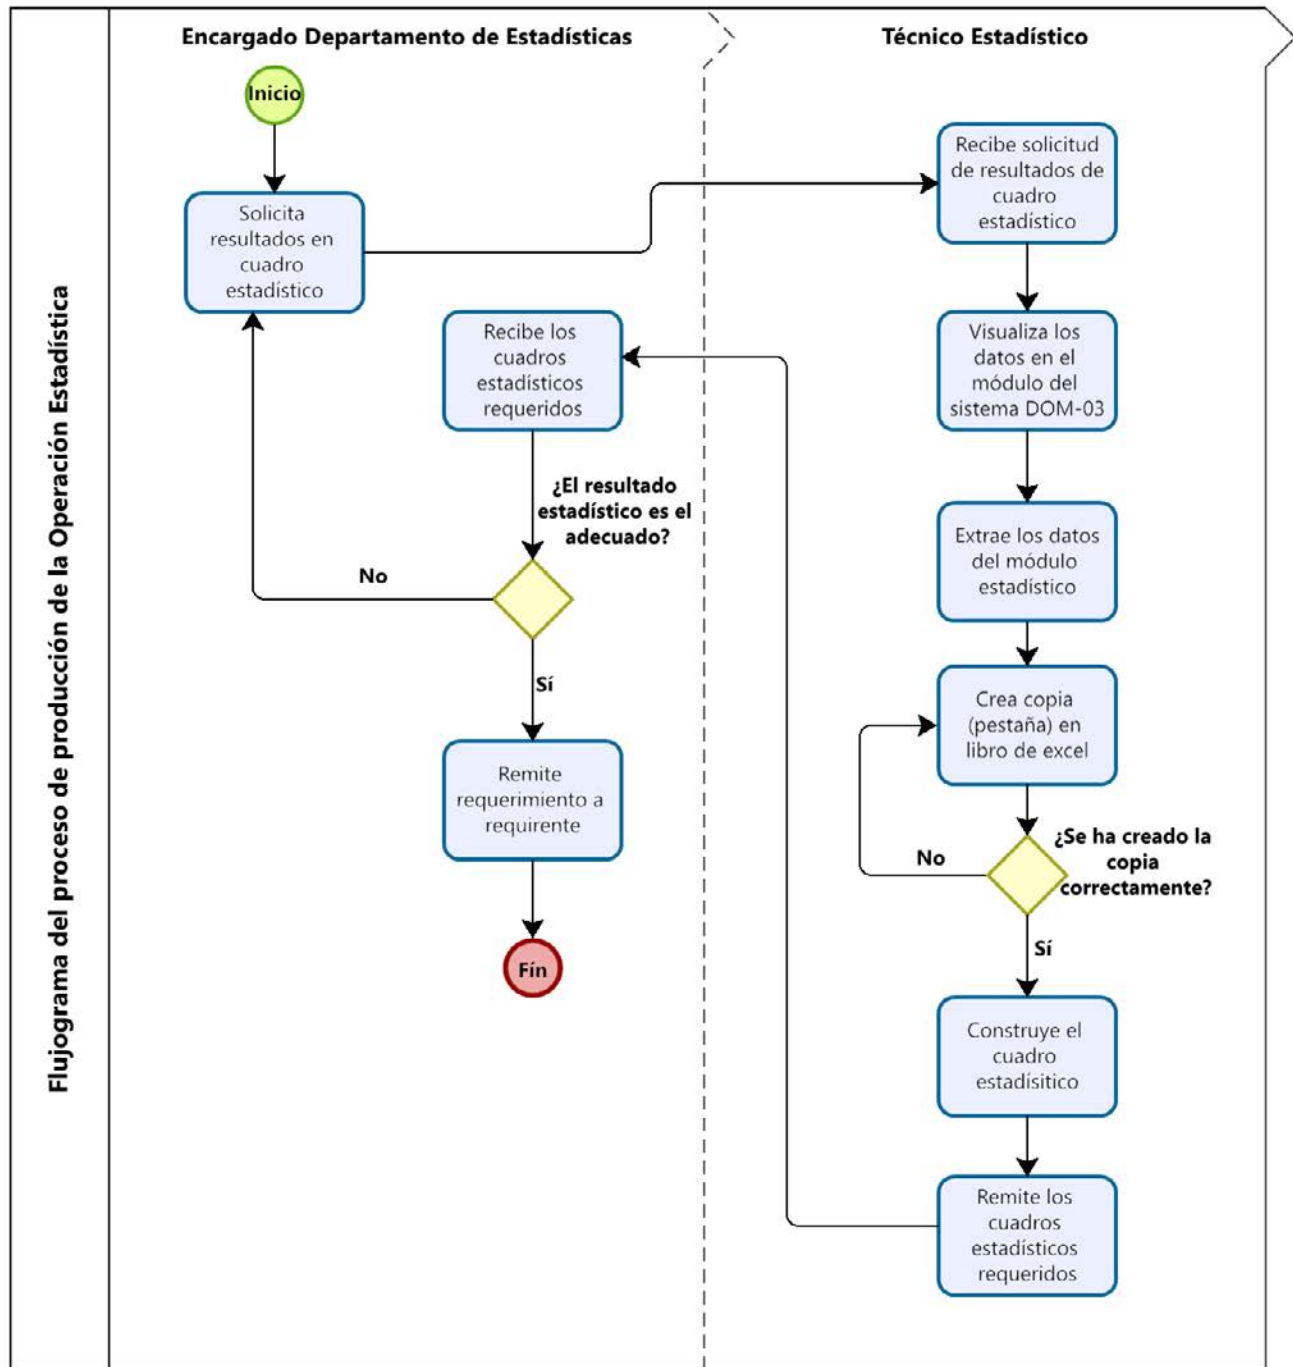 Flujograma del proceso de producción de la Operación Estadística
Encargado Departamento de Estadísticas
Técnico Estadístico
Inicio
Solicita
resultados en
cuadro
estadístico
Recibe solicitud
de resultados de
cuadro
estadístico
Visualiza los
datos en el
módulo del
sistema DOM-03
Extrae los datos
del módulo
estadístico
Crea copia
(pestaña) en
libro de excel
¿Se ha creado la
copia
correctamente?
No
Sí
Construye el
cuadro
estadísitico
Remite los
cuadros
estadísticos
requeridos
Recibe los
cuadros
estadísticos
requeridos
¿El resultado
estadístico es el
adecuado?
No
Sí
Remite
requerimiento a
requirente
Fín